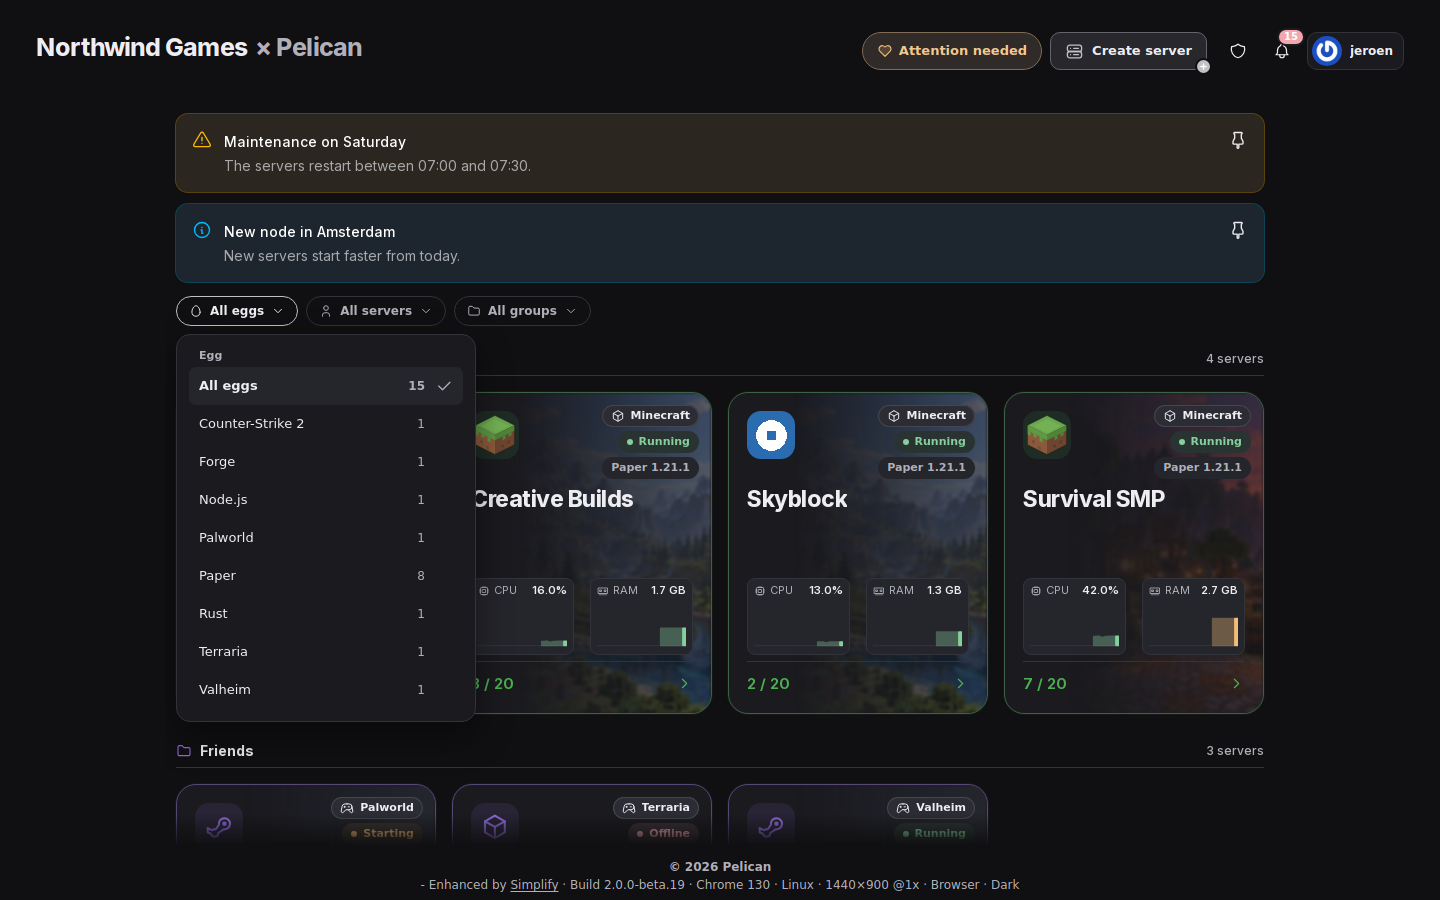 Northwind Games × Pelican
Attention needed
Create server
15
jeroen
Maintenance on Saturday
The servers restart between 07:00 and 07:30.
New node in Amsterdam
New servers start faster from today.
All eggs
All servers
All groups
4 servers
Egg
All eggs 15
Counter-Strike 2 1
Forge 1
Node.js 1
Palworld 1
Paper 8
Rust 1
Terraria 1
Valheim 1
Minecraft
Running
Paper 1.21.1
Creative Builds
CPU 16.0%
RAM 1.7 GB
3 / 20
Minecraft
Running
Paper 1.21.1
Skyblock
CPU 13.0%
RAM 1.3 GB
2 / 20
Minecraft
Running
Paper 1.21.1
Survival SMP
CPU 42.0%
RAM 2.7 GB
7 / 20
Friends
3 servers
Palworld
Starting
Terraria
Offline
Valheim
Running
© 2026 Pelican
- Enhanced by Simplify · Build 2.0.0-beta.19 · Chrome 130 · Linux · 1440×900 @1x · Browser · Dark